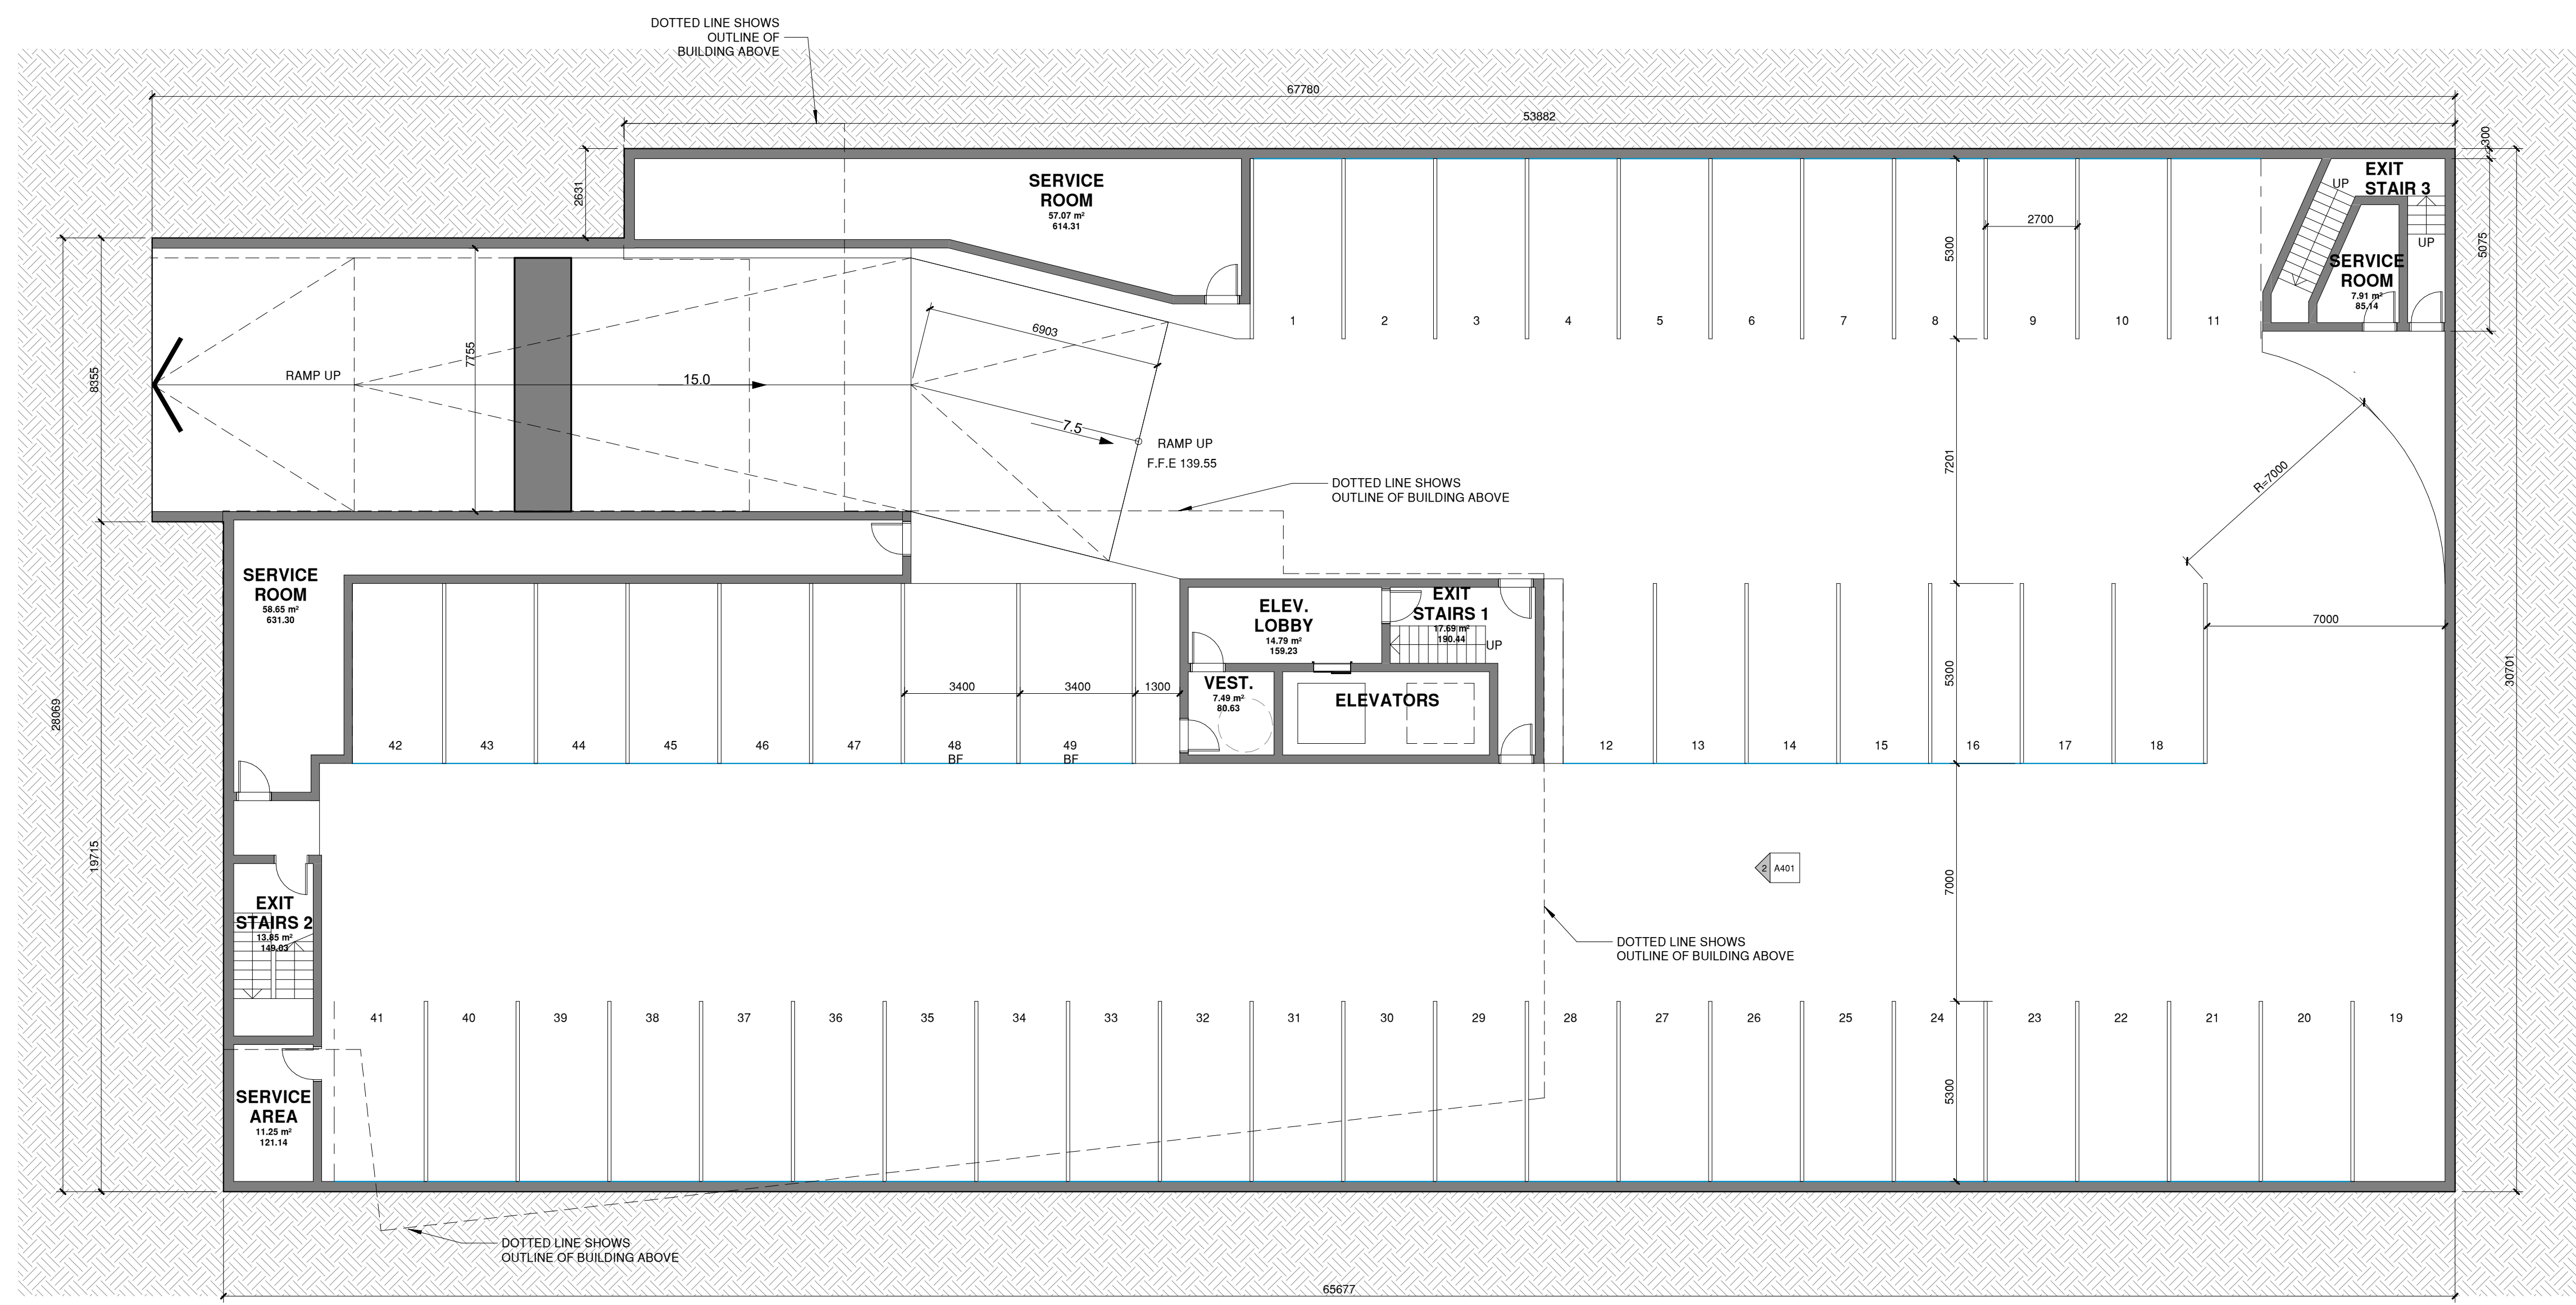 DOTTED LINE SHOWS
OUTLINE OF
BUILDING ABOVE
67780
53882
300
2631
SERVICE
ROOM
57.07 m²
614.31
EXIT
STAIR 3
UP
UP
2700
5300
5075
SERVICE
ROOM
7.91 m²
85.14
1
2
3
4
5
6
7
8
9
10
11
6903
7755
8355
RAMP UP
15.0
7.5
RAMP UP
F.F.E 139.55
7201
R=7000
DOTTED LINE SHOWS
OUTLINE OF BUILDING ABOVE
SERVICE
ROOM
58.65 m²
631.30
ELEV.
LOBBY
14.79 m²
159.23
EXIT
STAIRS 1
17.69 m²
190.44
UP
7000
5300
30701
28069
3400
3400
1300
VEST.
7.49 m²
80.63
ELEVATORS
42
43
44
45
46
47
48
BF
49
BF
12
13
14
15
16
17
18
19715
2
A401
7000
EXIT
STAIRS 2
13.85 m²
149.03
DOTTED LINE SHOWS
OUTLINE OF BUILDING ABOVE
41
40
39
38
37
36
35
34
33
32
31
30
29
28
27
26
25
24
23
22
21
20
19
5300
SERVICE
AREA
11.25 m²
121.14
DOTTED LINE SHOWS
OUTLINE OF BUILDING ABOVE
65677